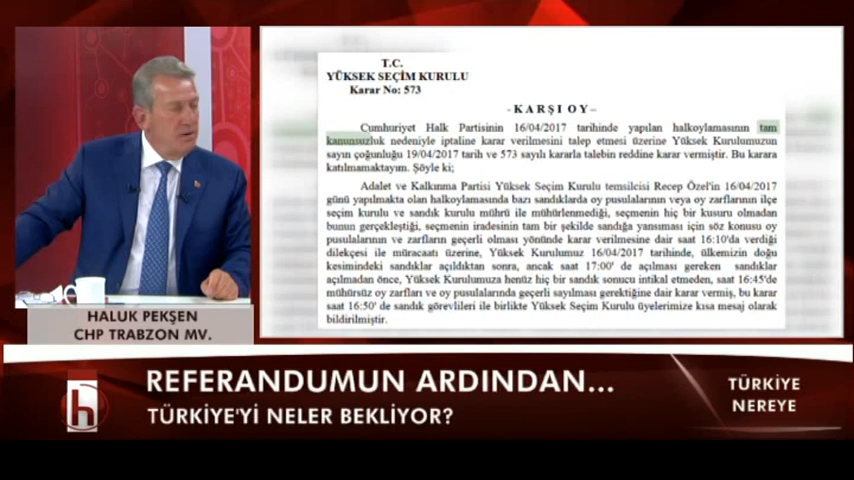 T.C.
YÜKSEK SEÇİM KURULU
Karar No: 573
- K A R Ş I O Y –
Cumhuriyet Halk Partisinin 16/04/2017 tarihinde yapılan halkoylamasının tam
kanunsuzluk nedeniyle iptaline karar verilmesini talep etmesi üzerine Yüksek Kurulumuzun
sayın çoğunluğu 19/04/2017 tarih ve 573 sayılı kararla talebin reddine karar vermiştir. Bu karara
katılmamaktayım. Şöyle ki;
Adalet ve Kalkınma Partisi Yüksek Seçim Kurulu temsilcisi Recep Özel'in 16/04/2017
günü yapılmakta olan halkoylamasında bazı sandıklarda oy pusulalarının veya oy zarflarının ilçe
seçim kurulu ve sandık kurulu mührü ile mühürlenmediği, seçmenin hiç bir kusuru olmadan
bunun gerçekleştiği, seçmenin iradesinin tam bir şekilde sandığa yansıması için söz konusu oy
pusulalarının ve zarfların geçerli olması yönünde karar verilmesine dair saat 16:10'da verdiği
dilekçesi ile müracaatı üzerine, Yüksek Kurulumuz 16/04/2017 tarihinde, ülkemizin doğu
kesimindeki sandıklar açıldıktan sonra, ancak saat 17:00' de açılması gereken sandıklar
açılmadan önce, Yüksek Kurulumuza henüz hiç bir sandık sonucu intikal etmeden, saat 16:45'de
mühürsüz oy zarfları ve oy pusulalarında geçerli sayılması gerektiğine dair karar vermiş, bu karar
saat 16:50' de sandık görevlileri ile birlikte Yüksek Seçim Kurulu üyelerimize kısa mesaj olarak
bildirilmiştir.
HALUK PEKŞEN
CHP TRABZON MV.
h
REFERANDUMUN ARDINDAN...
TÜRKİYE'Yİ NELER BEKLİYOR?
TÜRKİYE
NEREYE